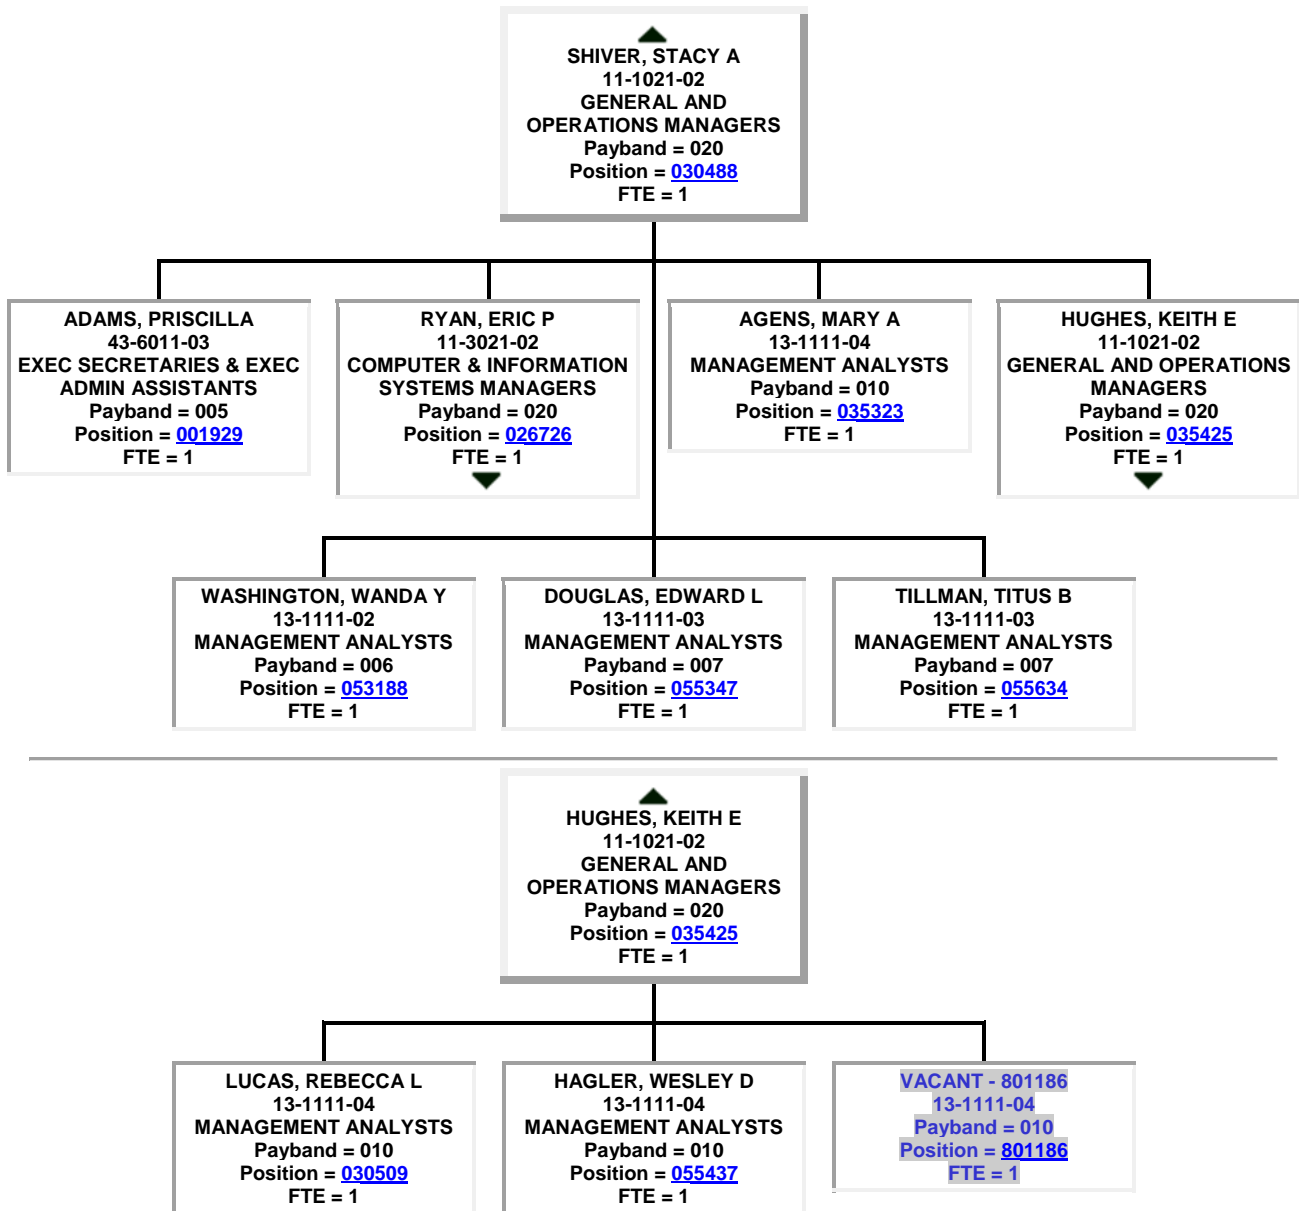 SHIVER, STACY A
11-1021-02
GENERAL AND
OPERATIONS MANAGERS
Payband = 020
Position = 030488
FTE = 1
ADAMS, PRISCILLA
43-6011-03
EXEC SECRETARIES & EXEC
ADMIN ASSISTANTS
Payband = 005
Position = 001929
FTE = 1
RYAN, ERIC P
11-3021-02
COMPUTER & INFORMATION
SYSTEMS MANAGERS
Payband = 020
Position = 026726
FTE = 1
AGENS, MARY A
13-1111-04
MANAGEMENT ANALYSTS
Payband = 010
Position = 035323
FTE = 1
HUGHES, KEITH E
11-1021-02
GENERAL AND OPERATIONS
MANAGERS
Payband = 020
Position = 035425
FTE = 1
WASHINGTON, WANDA Y
13-1111-02
MANAGEMENT ANALYSTS
Payband = 006
Position = 053188
FTE = 1
DOUGLAS, EDWARD L
13-1111-03
MANAGEMENT ANALYSTS
Payband = 007
Position = 055347
FTE = 1
TILLMAN, TITUS B
13-1111-03
MANAGEMENT ANALYSTS
Payband = 007
Position = 055634
FTE = 1
HUGHES, KEITH E
11-1021-02
GENERAL AND
OPERATIONS MANAGERS
Payband = 020
Position = 035425
FTE = 1
LUCAS, REBECCA L
13-1111-04
MANAGEMENT ANALYSTS
Payband = 010
Position = 030509
FTE = 1
HAGLER, WESLEY D
13-1111-04
MANAGEMENT ANALYSTS
Payband = 010
Position = 055437
FTE = 1
VACANT - 801186
13-1111-04
Payband = 010
Position = 801186
FTE = 1